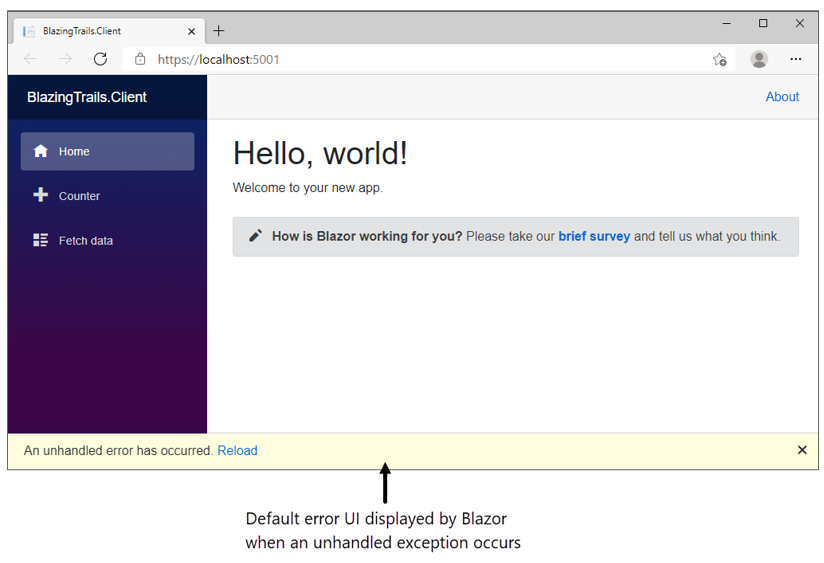 BlazingTrails.Client
https://localhost:5001
BlazingTrails.Client
About
Home
Counter
Fetch data
Hello, world!
Welcome to your new app.
How is Blazor working for you? Please take our brief survey and tell us what you think.
An unhandled error has occurred. Reload
Default error UI displayed by Blazor
when an unhandled exception occurs